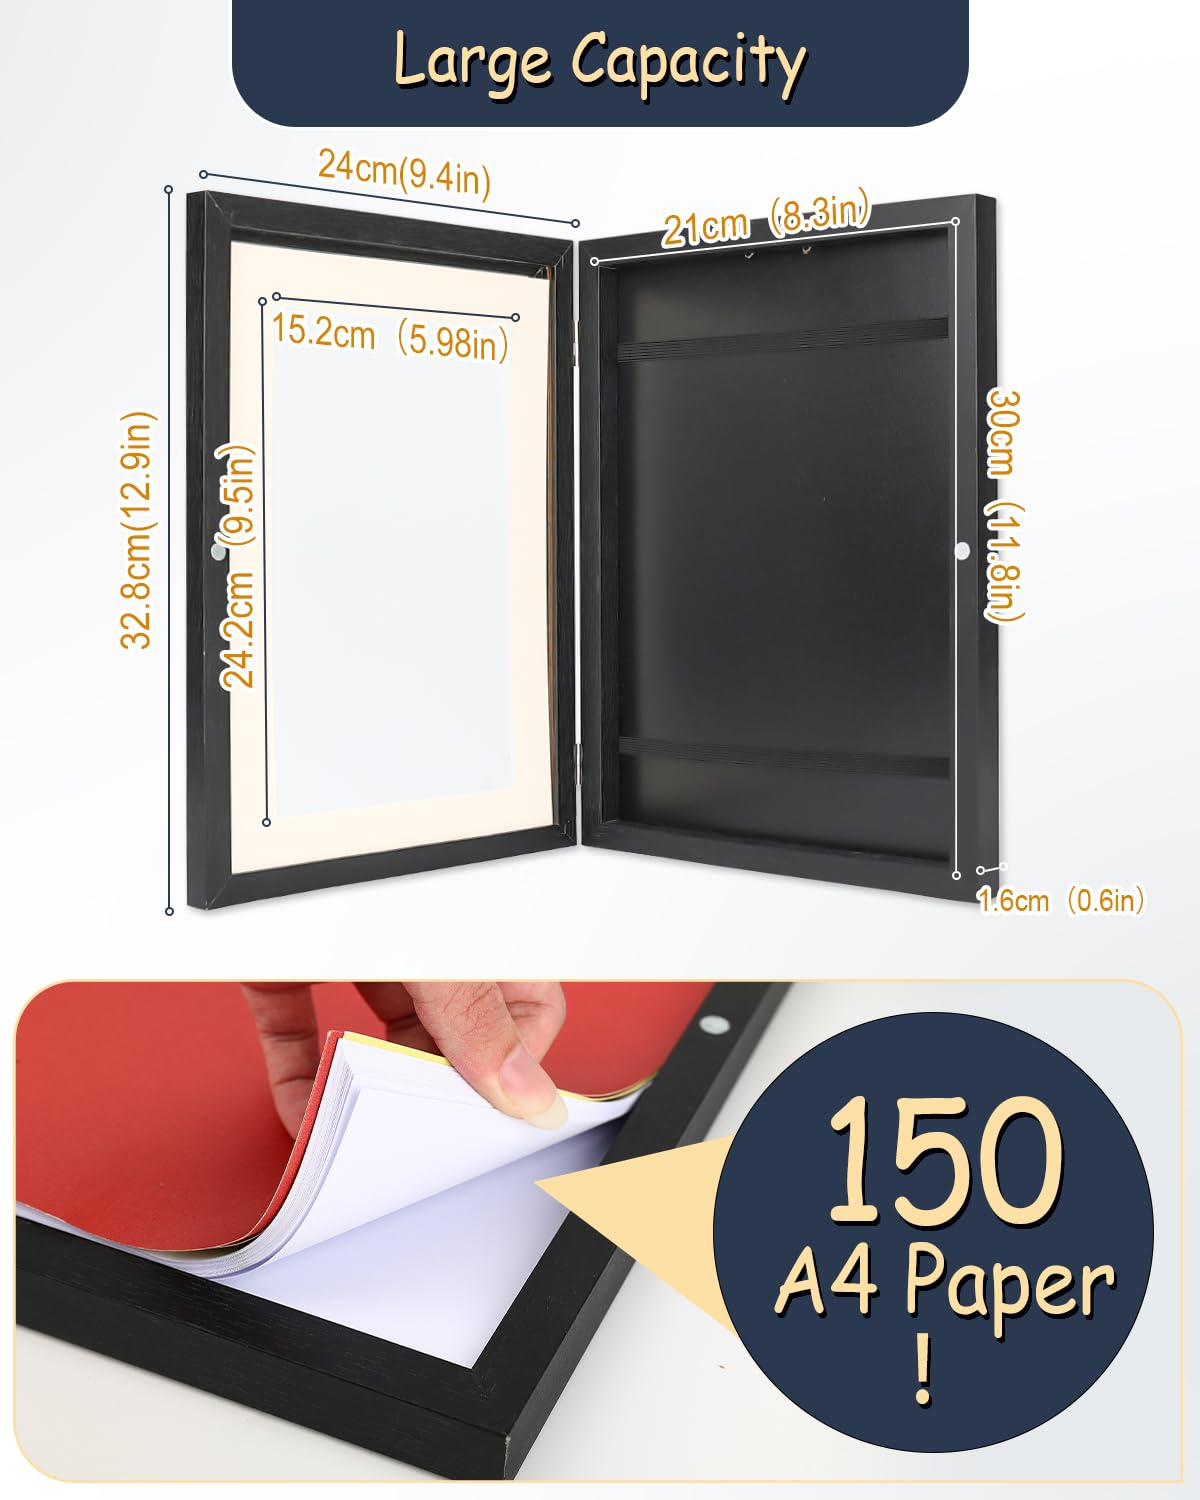 Large Capacity
24cm(9.4in)
21cm（8.3in）
15.2cm（5.98in）
32.8cm(12.9in)
24.2cm（9.5in）
30cm（11.8in）
1.6cm（0.6in）
150
A4 Paper
!